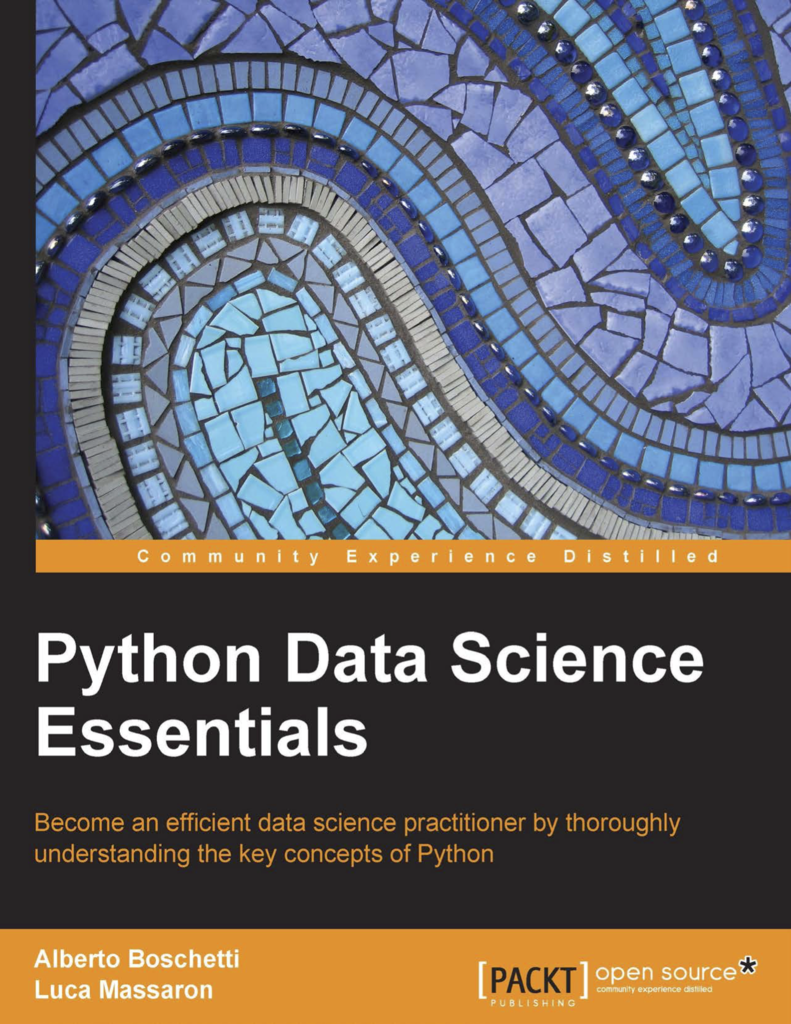 Community Experience Distilled
Python Data Science
Essentials
Become an efficient data science practitioner by thoroughly
understanding the key concepts of Python
Alberto Boschetti
Luca Massaron
[PACKT] open source*
PUBLISHING community experience distilled